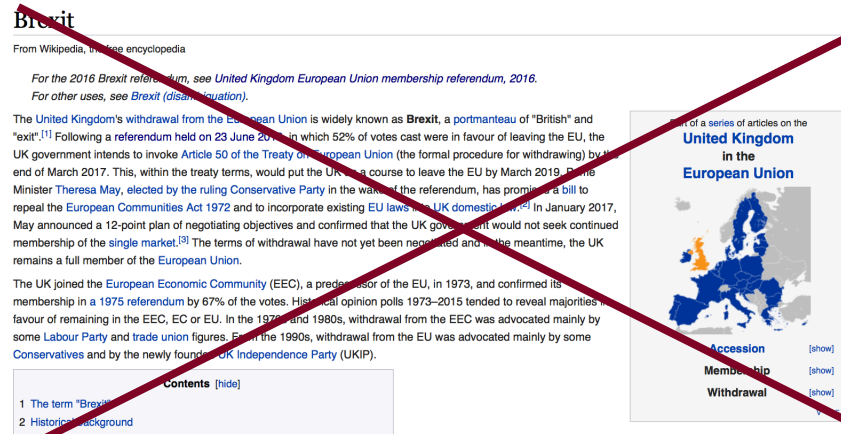 Brexit
From Wikipedia, the free encyclopedia
For the 2016 Brexit referendum, see United Kingdom European Union membership referendum, 2016.
For other uses, see Brexit (disambiguation).
The United Kingdom's withdrawal from the European Union is widely known as Brexit, a portmanteau of "British" and
"exit".[1] Following a referendum held on 23 June 2016, in which 52% of votes cast were in favour of leaving the EU, the
UK government intends to invoke Article 50 of the Treaty on European Union (the formal procedure for withdrawing) by the
end of March 2017. This, within the treaty terms, would put the UK on a course to leave the EU by March 2019. Prime
Minister Theresa May, elected by the ruling Conservative Party in the wake of the referendum, has promised a bill to
repeal the European Communities Act 1972 and to incorporate existing EU laws into UK domestic law.[2] In January 2017,
May announced a 12-point plan of negotiating objectives and confirmed that the UK government would not seek continued
membership of the single market.[3] The terms of withdrawal have not yet been negotiated and in the meantime, the UK
remains a full member of the European Union.
The UK joined the European Economic Community (EEC), a predecessor of the EU, in 1973, and confirmed its
membership in a 1975 referendum by 67% of the votes. Historical opinion polls 1973–2015 tended to reveal majorities in
favour of remaining in the EEC, EC or EU. In the 1970s and 1980s, withdrawal from the EEC was advocated mainly by
some Labour Party and trade union figures. From the 1990s, withdrawal from the EU was advocated mainly by some
Conservatives and by the newly founded UK Independence Party (UKIP).
Contents [hide]
1 The term "Brexit"
2 Historical background
Part of a series of articles on the
United Kingdom
in the
European Union
Accession [show]
Membership [show]
Withdrawal [show]